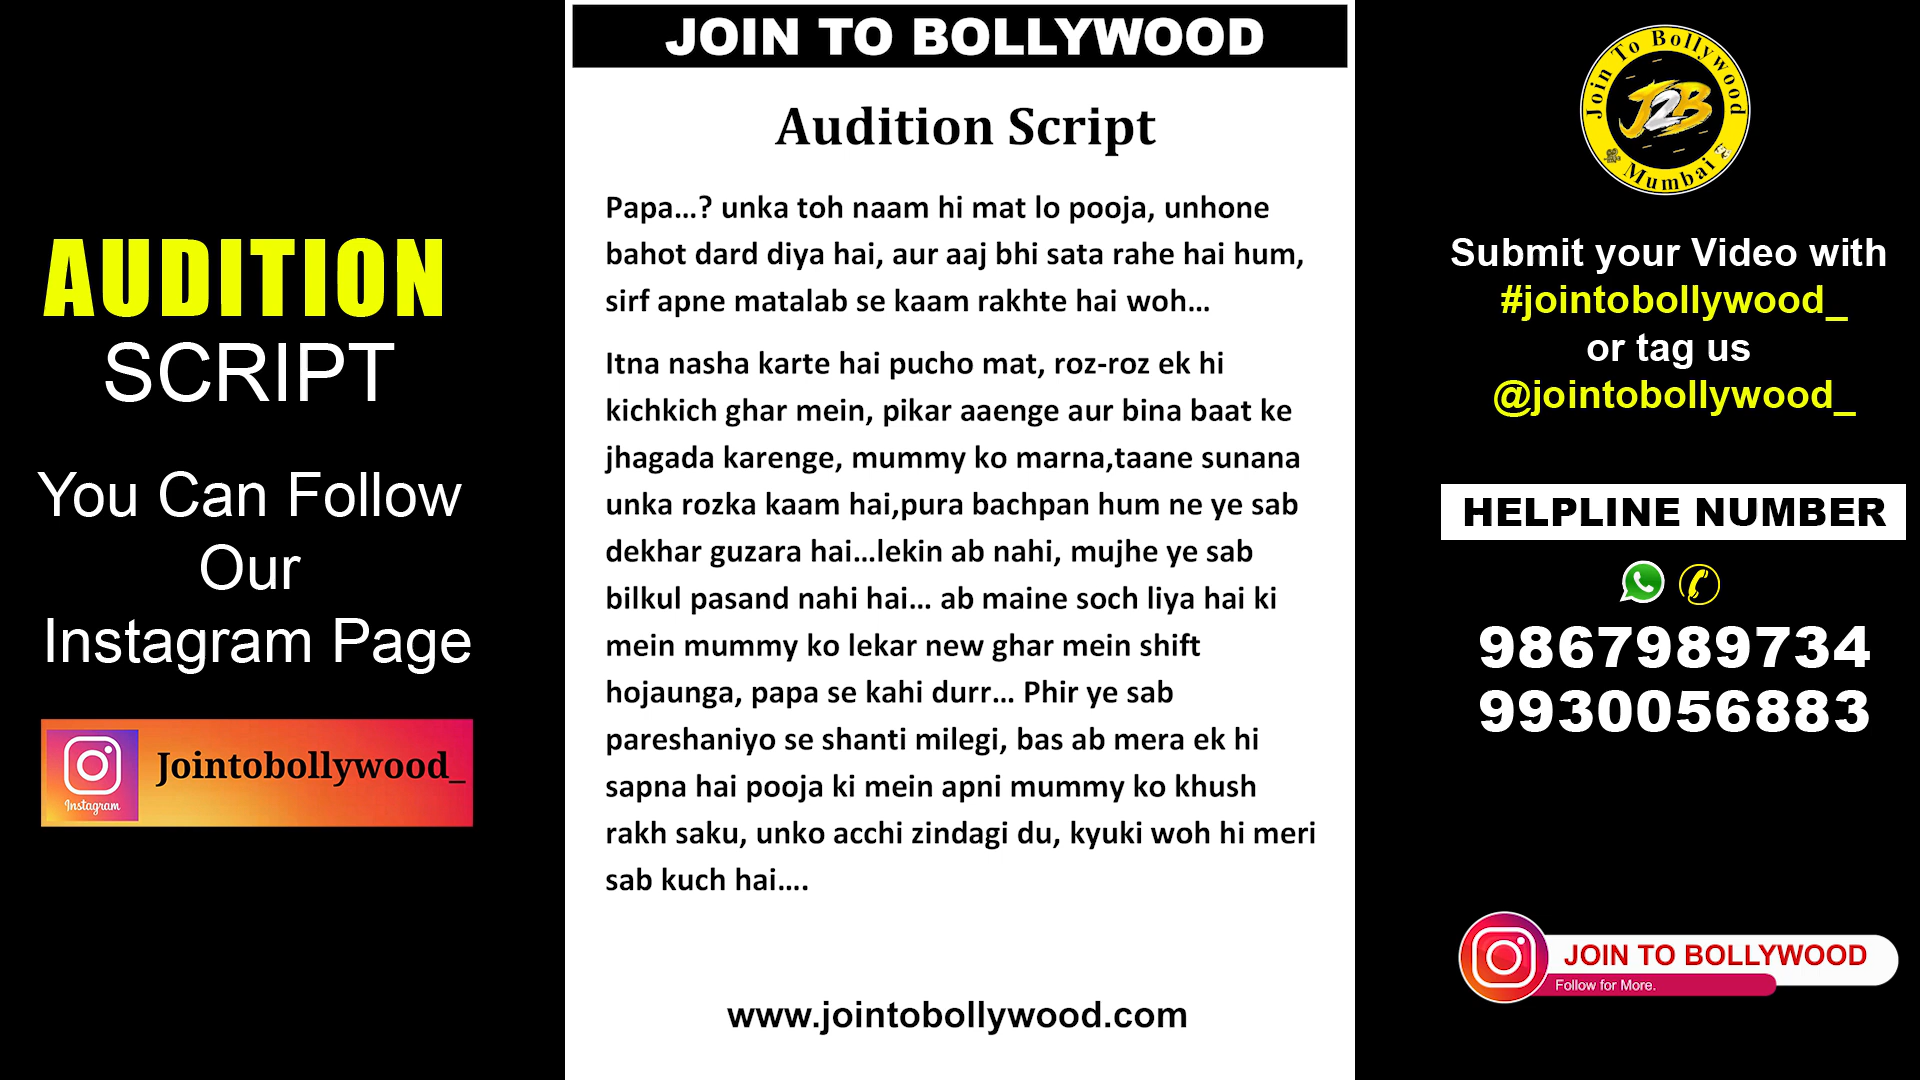 AUDITION
SCRIPT
You Can Follow
Our
Instagram Page
Instagram
Jointobollywood_
JOIN TO BOLLYWOOD
Audition Script
Papa...? unka toh naam hi mat lo pooja, unhone
bahot dard diya hai, aur aaj bhi sata rahe hai hum,
sirf apne matalab se kaam rakhte hai woh...
Itna nasha karte hai pucho mat, roz-roz ek hi
kichkich ghar mein, pikar aaenge aur bina baat ke
jhagada karenge, mummy ko marna,taane sunana
unka rozka kaam hai,pura bachpan hum ne ye sab
dekhar guzara hai...lekin ab nahi, mujhe ye sab
bilkul pasand nahi hai... ab maine soch liya hai ki
mein mummy ko lekar new ghar mein shift
hojaunga, papa se kahi durr... Phir ye sab
pareshaniyo se shanti milegi, bas ab mera ek hi
sapna hai pooja ki mein apni mummy ko khush
rakh saku, unko acchi zindagi du, kyuki woh hi meri
sab kuch hai....
www.jointobollywood.com
Join To Bollywood
J2B
Mumbai
Submit your Video with
#jointobollywood_
or tag us
@jointobollywood_
HELPLINE NUMBER
9867989734
9930056883
JOIN TO BOLLYWOOD
Follow for More.